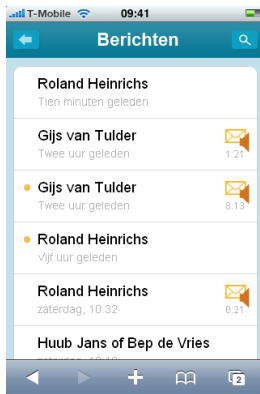 T-Mobile 09:41
Berichten
Roland Heinrichs
Tien minuten geleden
Gijs van Tulder
Twee uur geleden 1:21
Gijs van Tulder
Twee uur geleden 8:13
Roland Heinrichs
Vijf uur geleden
Roland Heinrichs
zaterdag, 10:32 0:21
Huub Jans of Bep de Vries
2